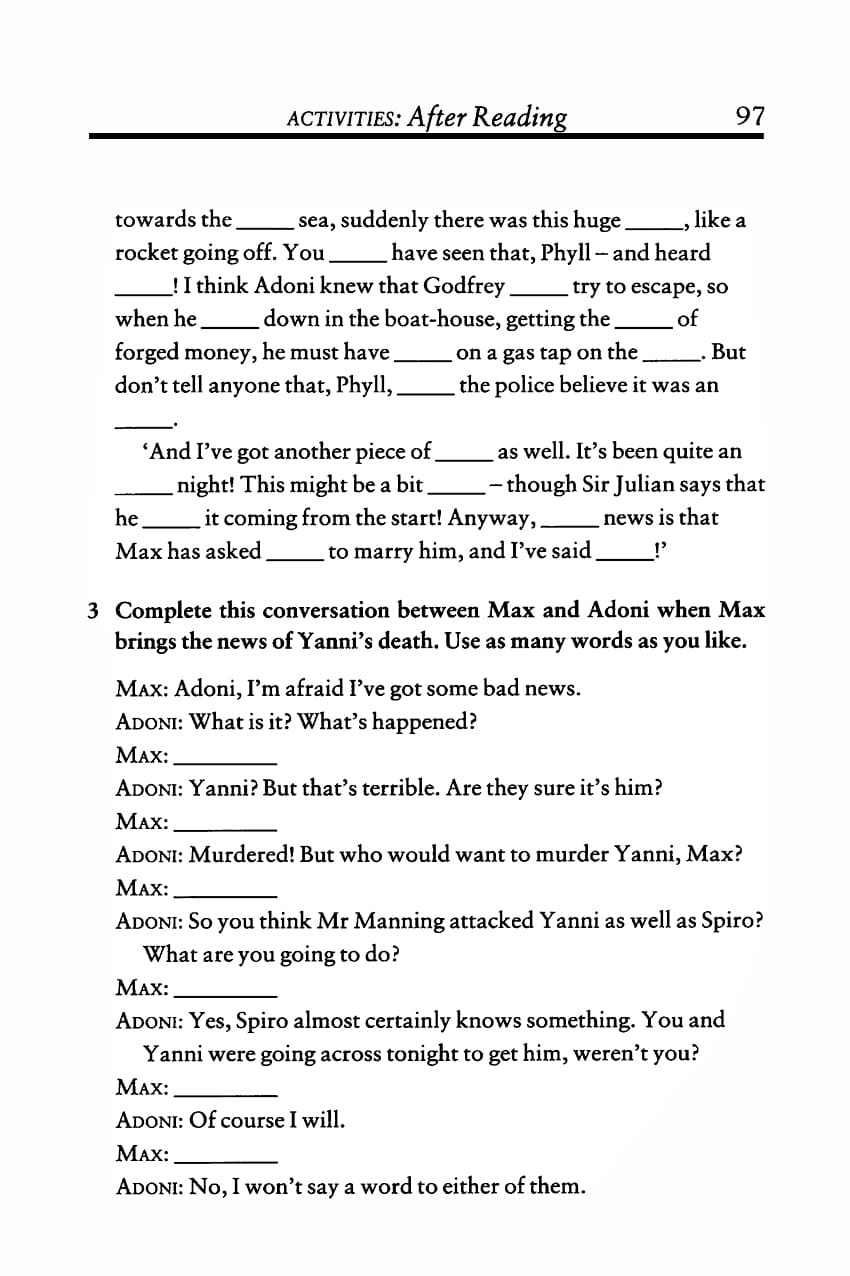 ACTIVITIES: After Reading 97
towards the _____ sea, suddenly there was this huge _____, like a
rocket going off. You _____ have seen that, Phyll – and heard
_____! I think Adoni knew that Godfrey _____ try to escape, so
when he _____ down in the boat-house, getting the _____ of
forged money, he must have _____ on a gas tap on the _____. But
don't tell anyone that, Phyll, _____ the police believe it was an
_____.
‘And I've got another piece of _____ as well. It's been quite an
_____ night! This might be a bit _____ – though Sir Julian says that
he _____ it coming from the start! Anyway, _____ news is that
Max has asked _____ to marry him, and I've said _____!’
3 Complete this conversation between Max and Adoni when Max
brings the news of Yanni's death. Use as many words as you like.
MAX: Adoni, I'm afraid I've got some bad news.
ADONI: What is it? What's happened?
MAX: _________
ADONI: Yanni? But that's terrible. Are they sure it's him?
MAX: _________
ADONI: Murdered! But who would want to murder Yanni, Max?
MAX: _________
ADONI: So you think Mr Manning attacked Yanni as well as Spiro?
What are you going to do?
MAX: _________
ADONI: Yes, Spiro almost certainly knows something. You and
Yanni were going across tonight to get him, weren't you?
MAX: _________
ADONI: Of course I will.
MAX: _________
ADONI: No, I won't say a word to either of them.